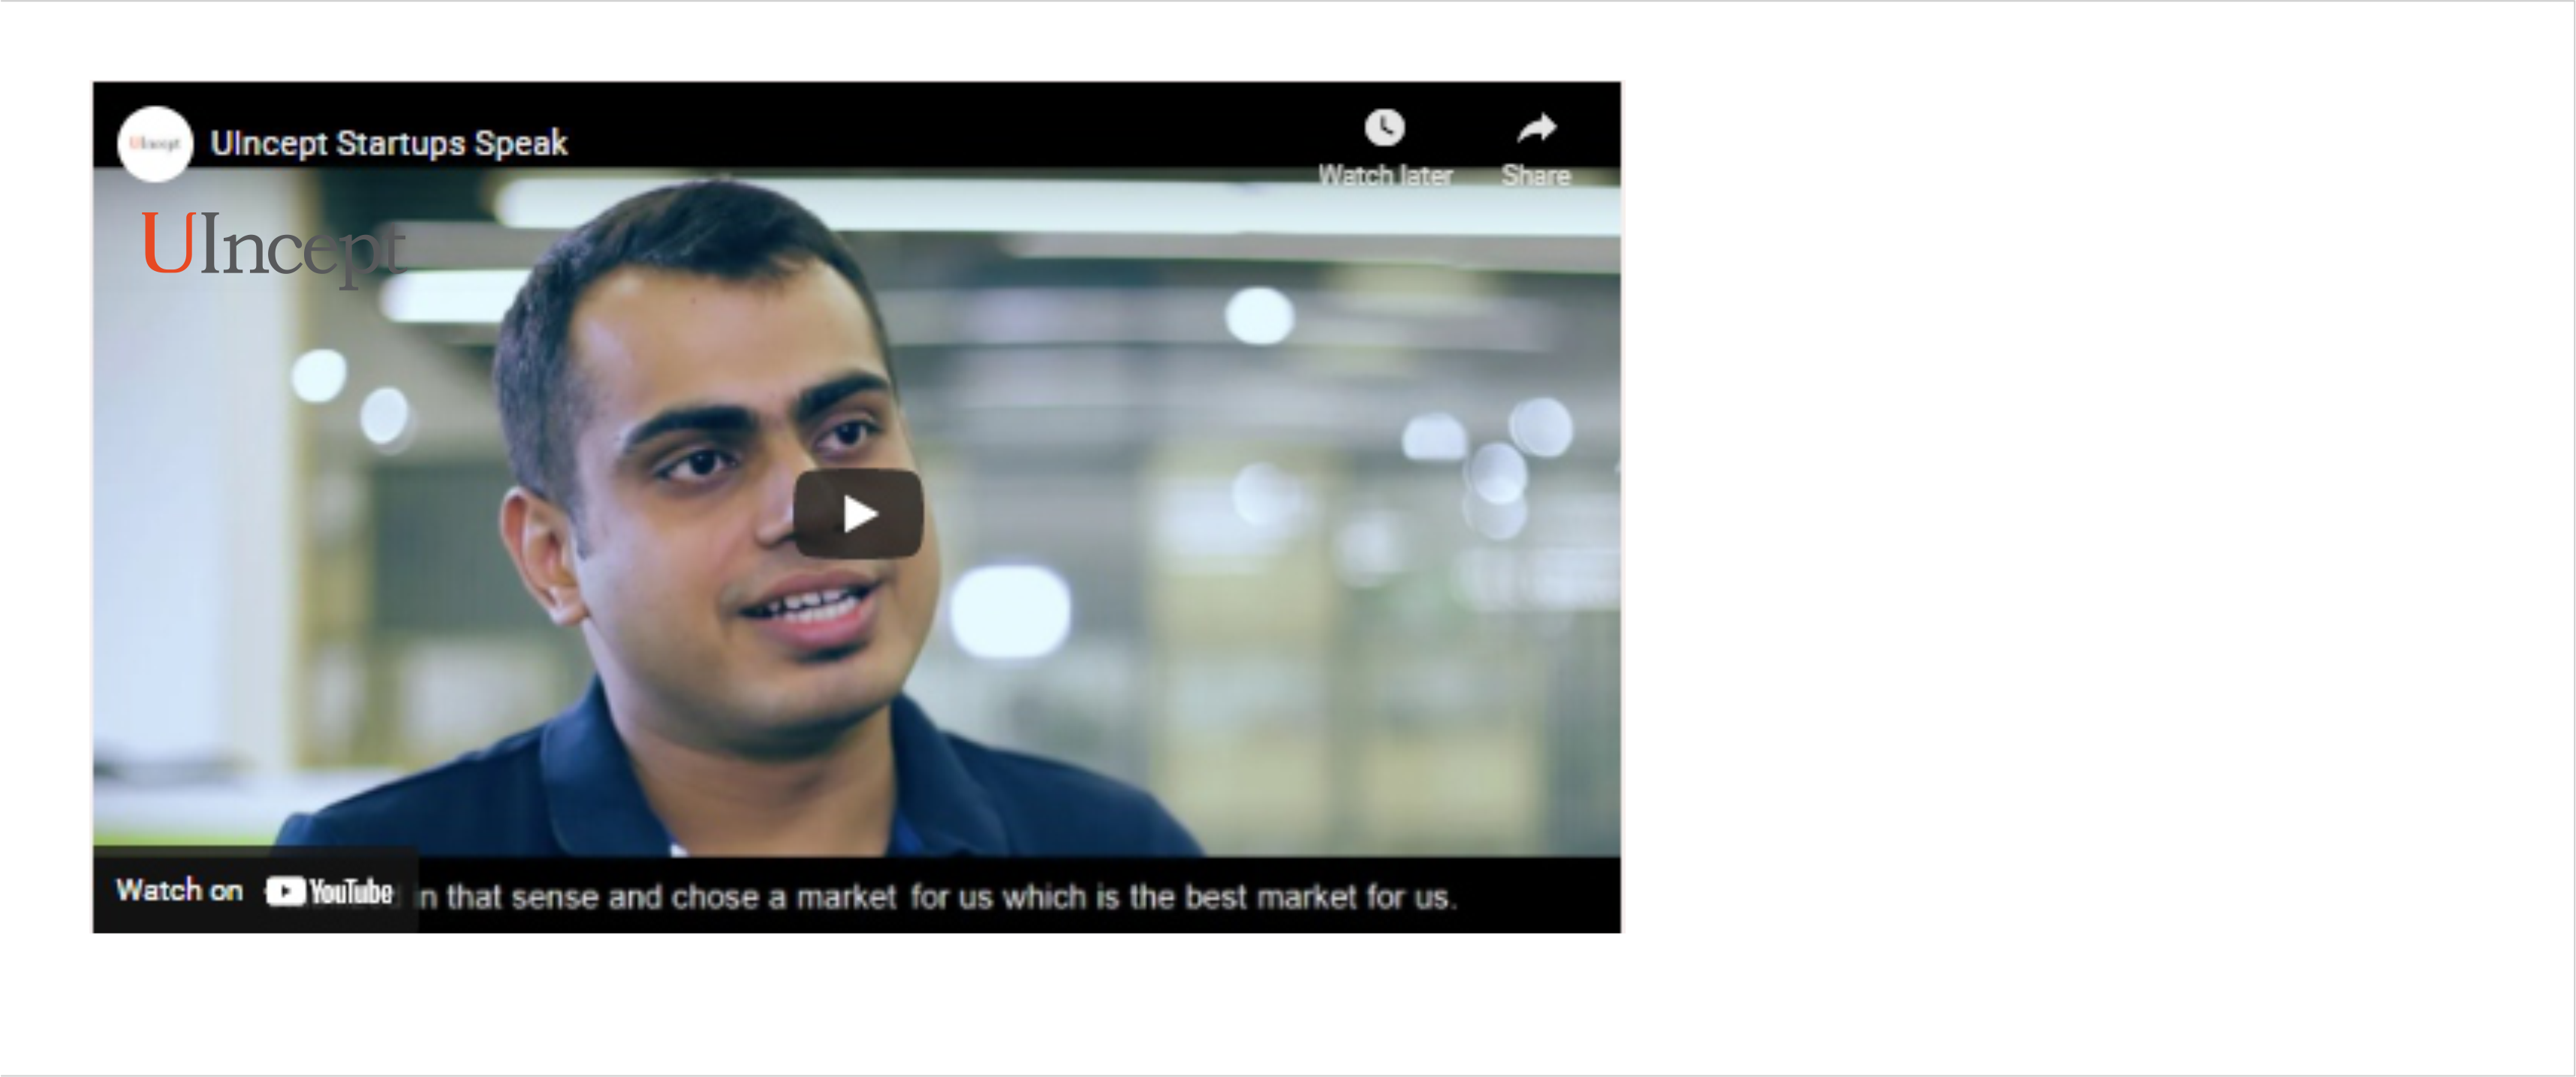 UIncept
UIncept Startups Speak
Watch later
Share
UIncept
Watch on YouTube
in that sense and chose a market for us which is the best market for us.